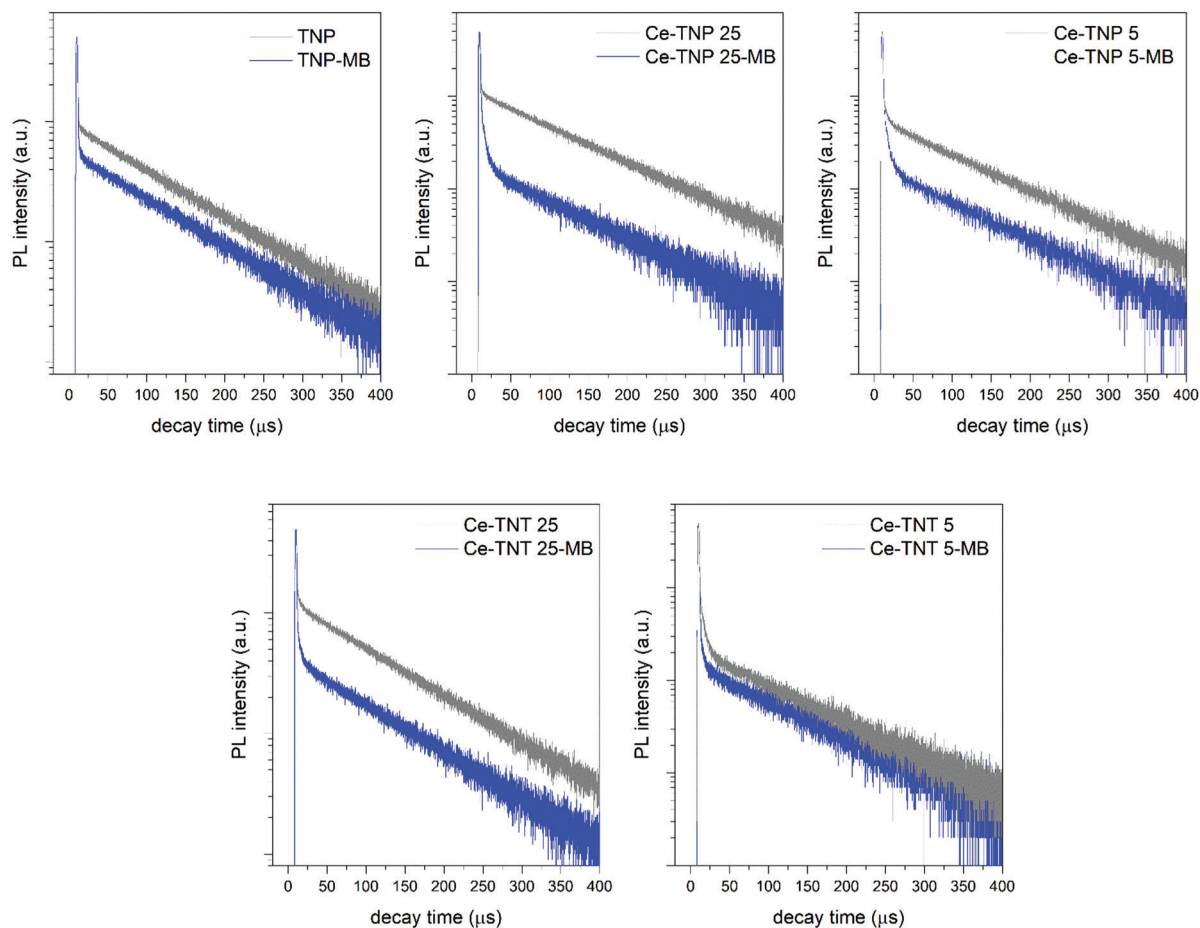 TNP
TNP-MB
PL intensity (a.u.)
0 50 100 150 200 250 300 350 400
decay time (μs)
Ce-TNP 25
Ce-TNP 25-MB
PL intensity (a.u.)
0 50 100 150 200 250 300 350 400
decay time (μs)
Ce-TNP 5
Ce-TNP 5-MB
PL intensity (a.u.)
0 50 100 150 200 250 300 350 400
decay time (μs)
Ce-TNT 25
Ce-TNT 25-MB
PL intensity (a.u.)
0 50 100 150 200 250 300 350 400
decay time (μs)
Ce-TNT 5
Ce-TNT 5-MB
PL intensity (a.u.)
0 50 100 150 200 250 300 350 400
decay time (μs)